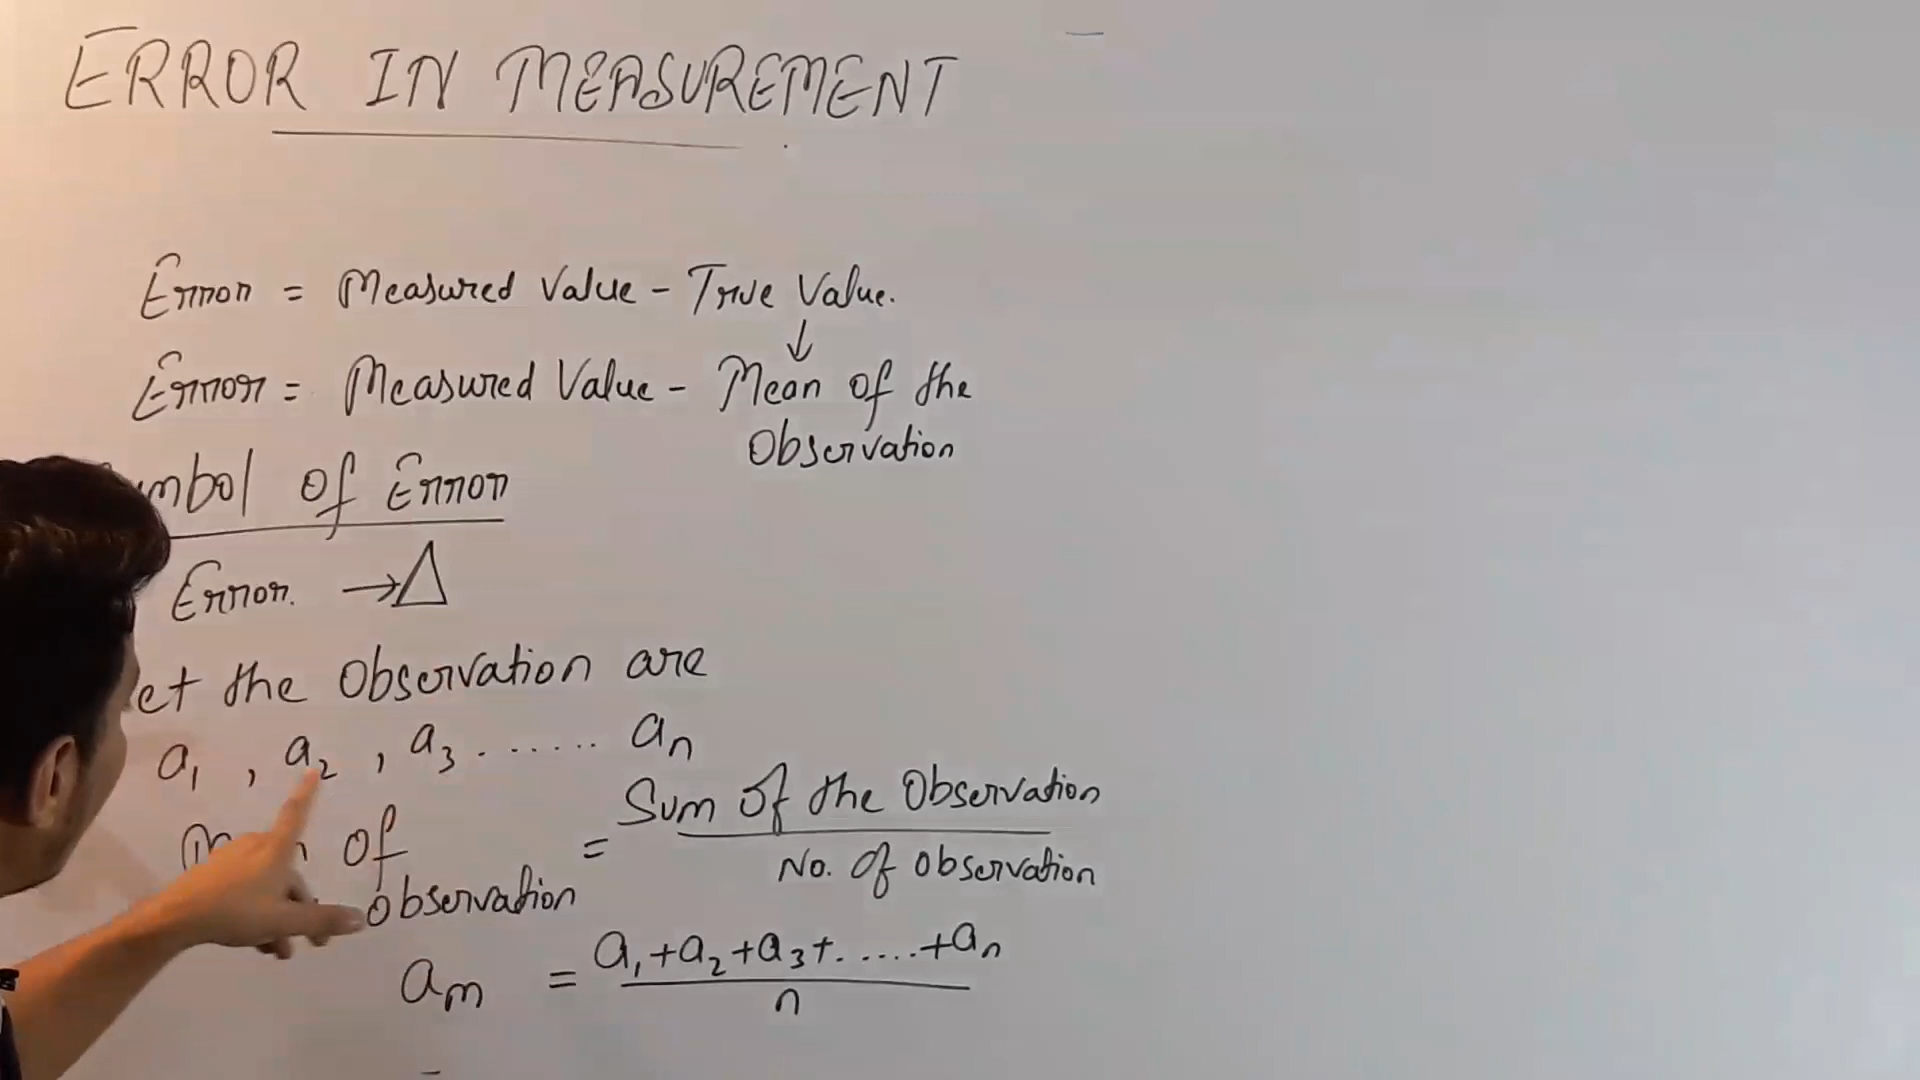 ERROR IN MEASUREMENT
Error = Measured Value - True Value.
↓
Error = Measured Value - Mean of the
Observation
of Error
Error. → Δ
the Observation are
a₁ , a₂ , a₃ . ...... aₙ
of = Sum of the Observation
observation No. of observation
aₘ = a₁+a₂+a₃+. .....+aₙ
n